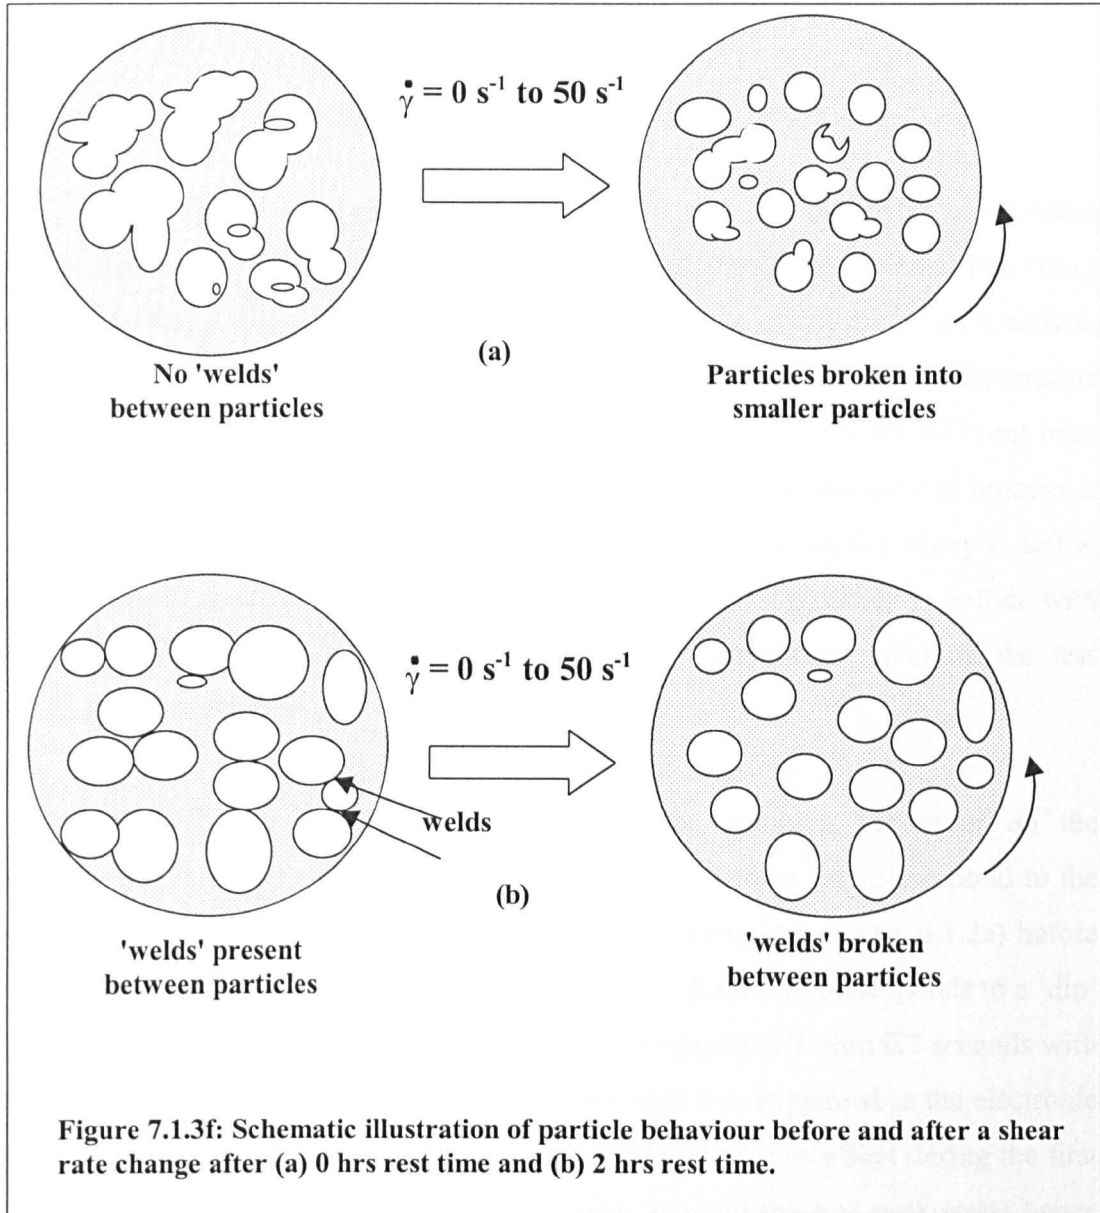 γ̇ = 0 s⁻¹ to 50 s⁻¹
(a)
No 'welds'
between particles
Particles broken into
smaller particles
γ̇ = 0 s⁻¹ to 50 s⁻¹
welds
(b)
'welds' present
between particles
'welds' broken
between particles
Figure 7.1.3f: Schematic illustration of particle behaviour before and after a shear
rate change after (a) 0 hrs rest time and (b) 2 hrs rest time.